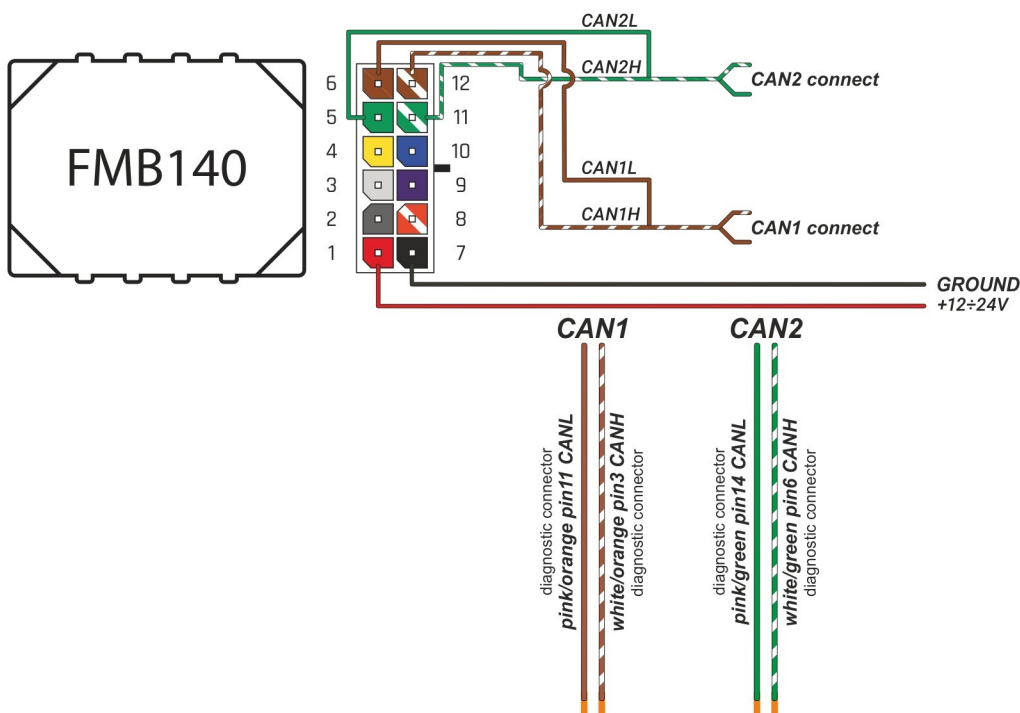 CAN2L
CAN2H
CAN2 connect
FMB140
6
12
5
11
4
10
3
9
2
8
1
7
CAN1L
CAN1H
CAN1 connect
GROUND
+12÷24V
CAN1
CAN2
diagnostic connector
pink/orange pin11 CANL
white/orange pin3 CANH
diagnostic connector
diagnostic connector
pink/green pin14 CANL
white/green pin6 CANH
diagnostic connector